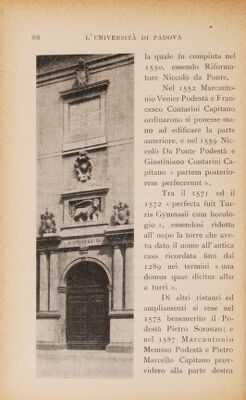 88 L'UNIVERSITÀ DI PADOVA
la quale fu compiuta nel
1550, essendo Riforma-
tore Niccolò da Ponte.
Nel 1552 Marcanto-
nio Venier Podestà e Fran-
cesco Contarini Capitano
ordinarono si ponesse ma-
no ad edificare la parte
anteriore, e nel 1559 Nic-
colò Da Ponte Podestà e
Giustiniano Contarini Ca-
pitano « partem posterio-
rem perfecerunt ».
Tra il 1571 ed il
1572 « perfecta fuit Tur-
ris Gymnasii cum horolo-
gio », essendosi ridotta
all' uopo la torre che ave-
va dato il nome all' antica
casa ricordata fino dal
1289 nei termini « una
domus quae dicitur alba
a turri ».
Di altri ristauri ed
ampliamenti si rese nel
1575 benemerito il Po-
destà Pietro Soranzo; e
nel 1587 Marcantonio
Memmo Podestà e Pietro
Marcello Capitano prov-
videro alla parte destra